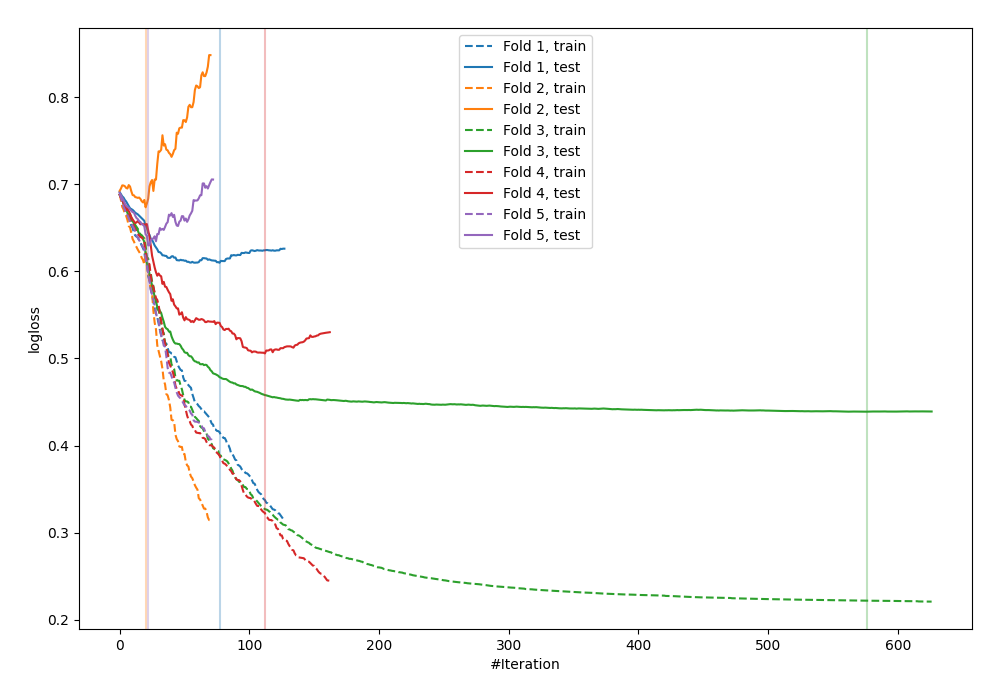 Fold 1, train
Fold 1, test
Fold 2, train
Fold 2, test
Fold 3, train
Fold 3, test
Fold 4, train
Fold 4, test
Fold 5, train
Fold 5, test
logloss
0.8
0.7
0.6
0.5
0.4
0.3
0.2
0 100 200 300 400 500 600
#Iteration